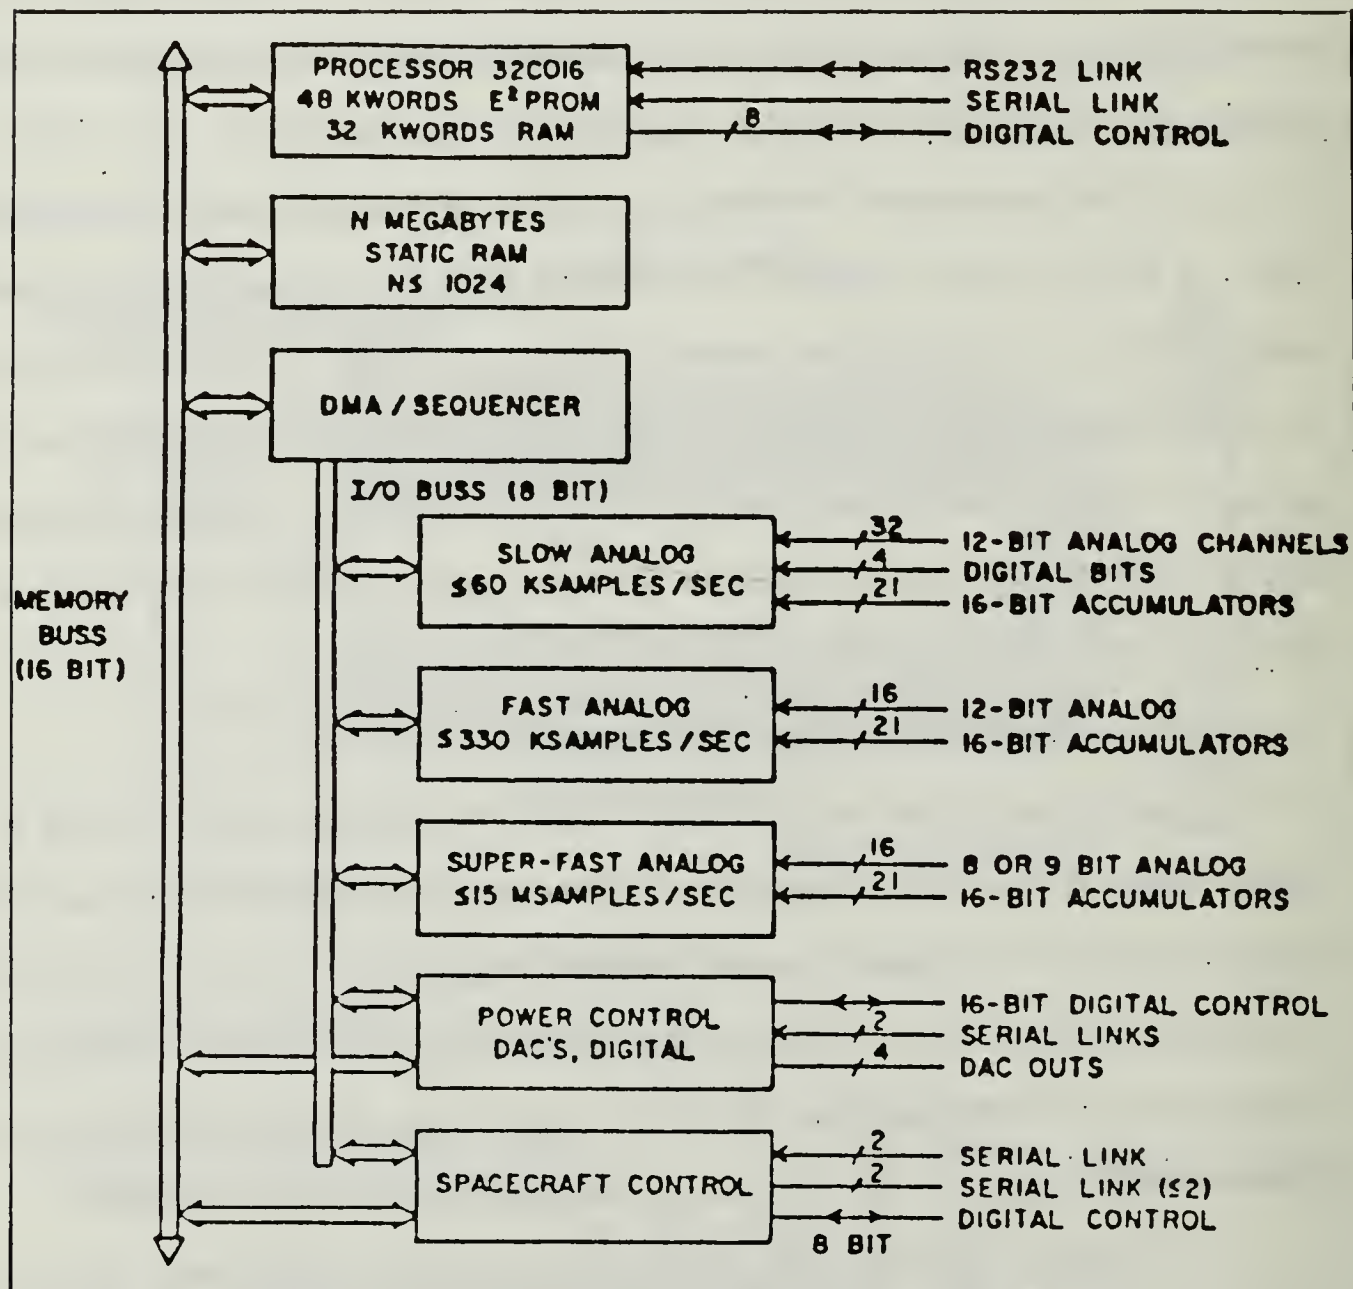 PROCESSOR 32C016
48 KWORDS E² PROM
32 KWORDS RAM
RS232 LINK
SERIAL LINK
8
DIGITAL CONTROL
N MEGABYTES
STATIC RAM
N≤ 1024
DMA / SEQUENCER
I/O BUSS (8 BIT)
MEMORY
BUSS
(16 BIT)
SLOW ANALOG
≤60 KSAMPLES/SEC
32
12-BIT ANALOG CHANNELS
4
DIGITAL BITS
21
16-BIT ACCUMULATORS
FAST ANALOG
≤330 KSAMPLES/SEC
16
12-BIT ANALOG
21
16-BIT ACCUMULATORS
SUPER-FAST ANALOG
≤15 MSAMPLES/SEC
16
8 OR 9 BIT ANALOG
21
16-BIT ACCUMULATORS
POWER CONTROL
DAC'S, DIGITAL
16-BIT DIGITAL CONTROL
2
SERIAL LINKS
4
DAC OUTS
SPACECRAFT CONTROL
2
SERIAL LINK
2
SERIAL LINK (≤2)
DIGITAL CONTROL
8 BIT